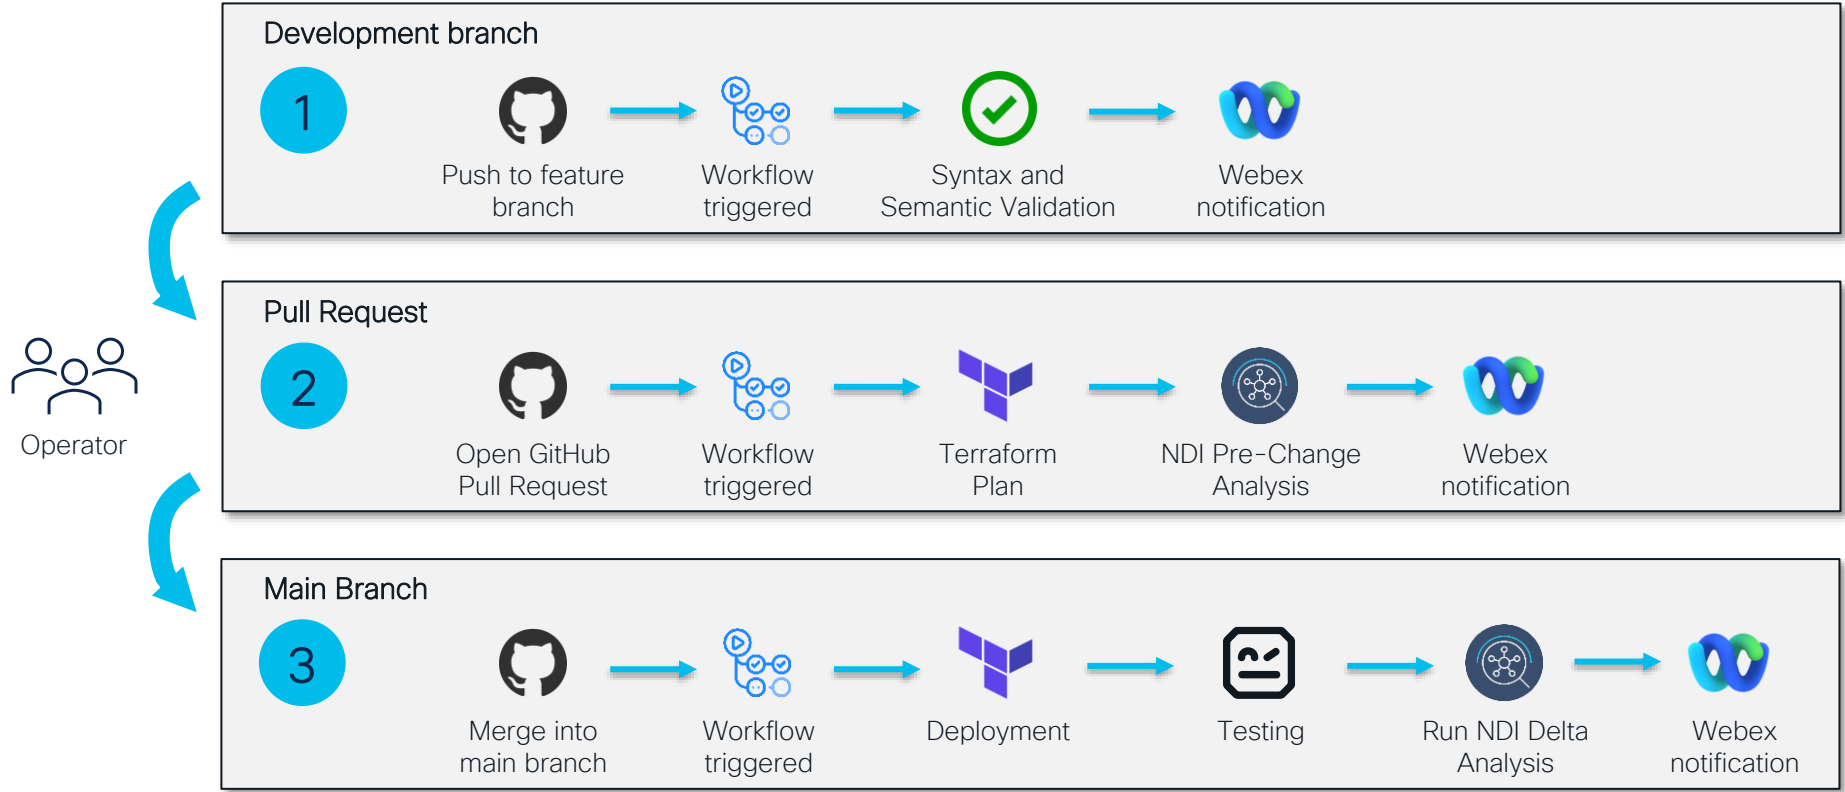 Development branch
1
Push to feature
branch
Workflow
triggered
Syntax and
Semantic Validation
Webex
notification
Pull Request
2
Open GitHub
Pull Request
Workflow
triggered
Terraform
Plan
NDI Pre-Change
Analysis
Webex
notification
Operator
Main Branch
3
Merge into
main branch
Workflow
triggered
Deployment
Testing
Run NDI Delta
Analysis
Webex
notification